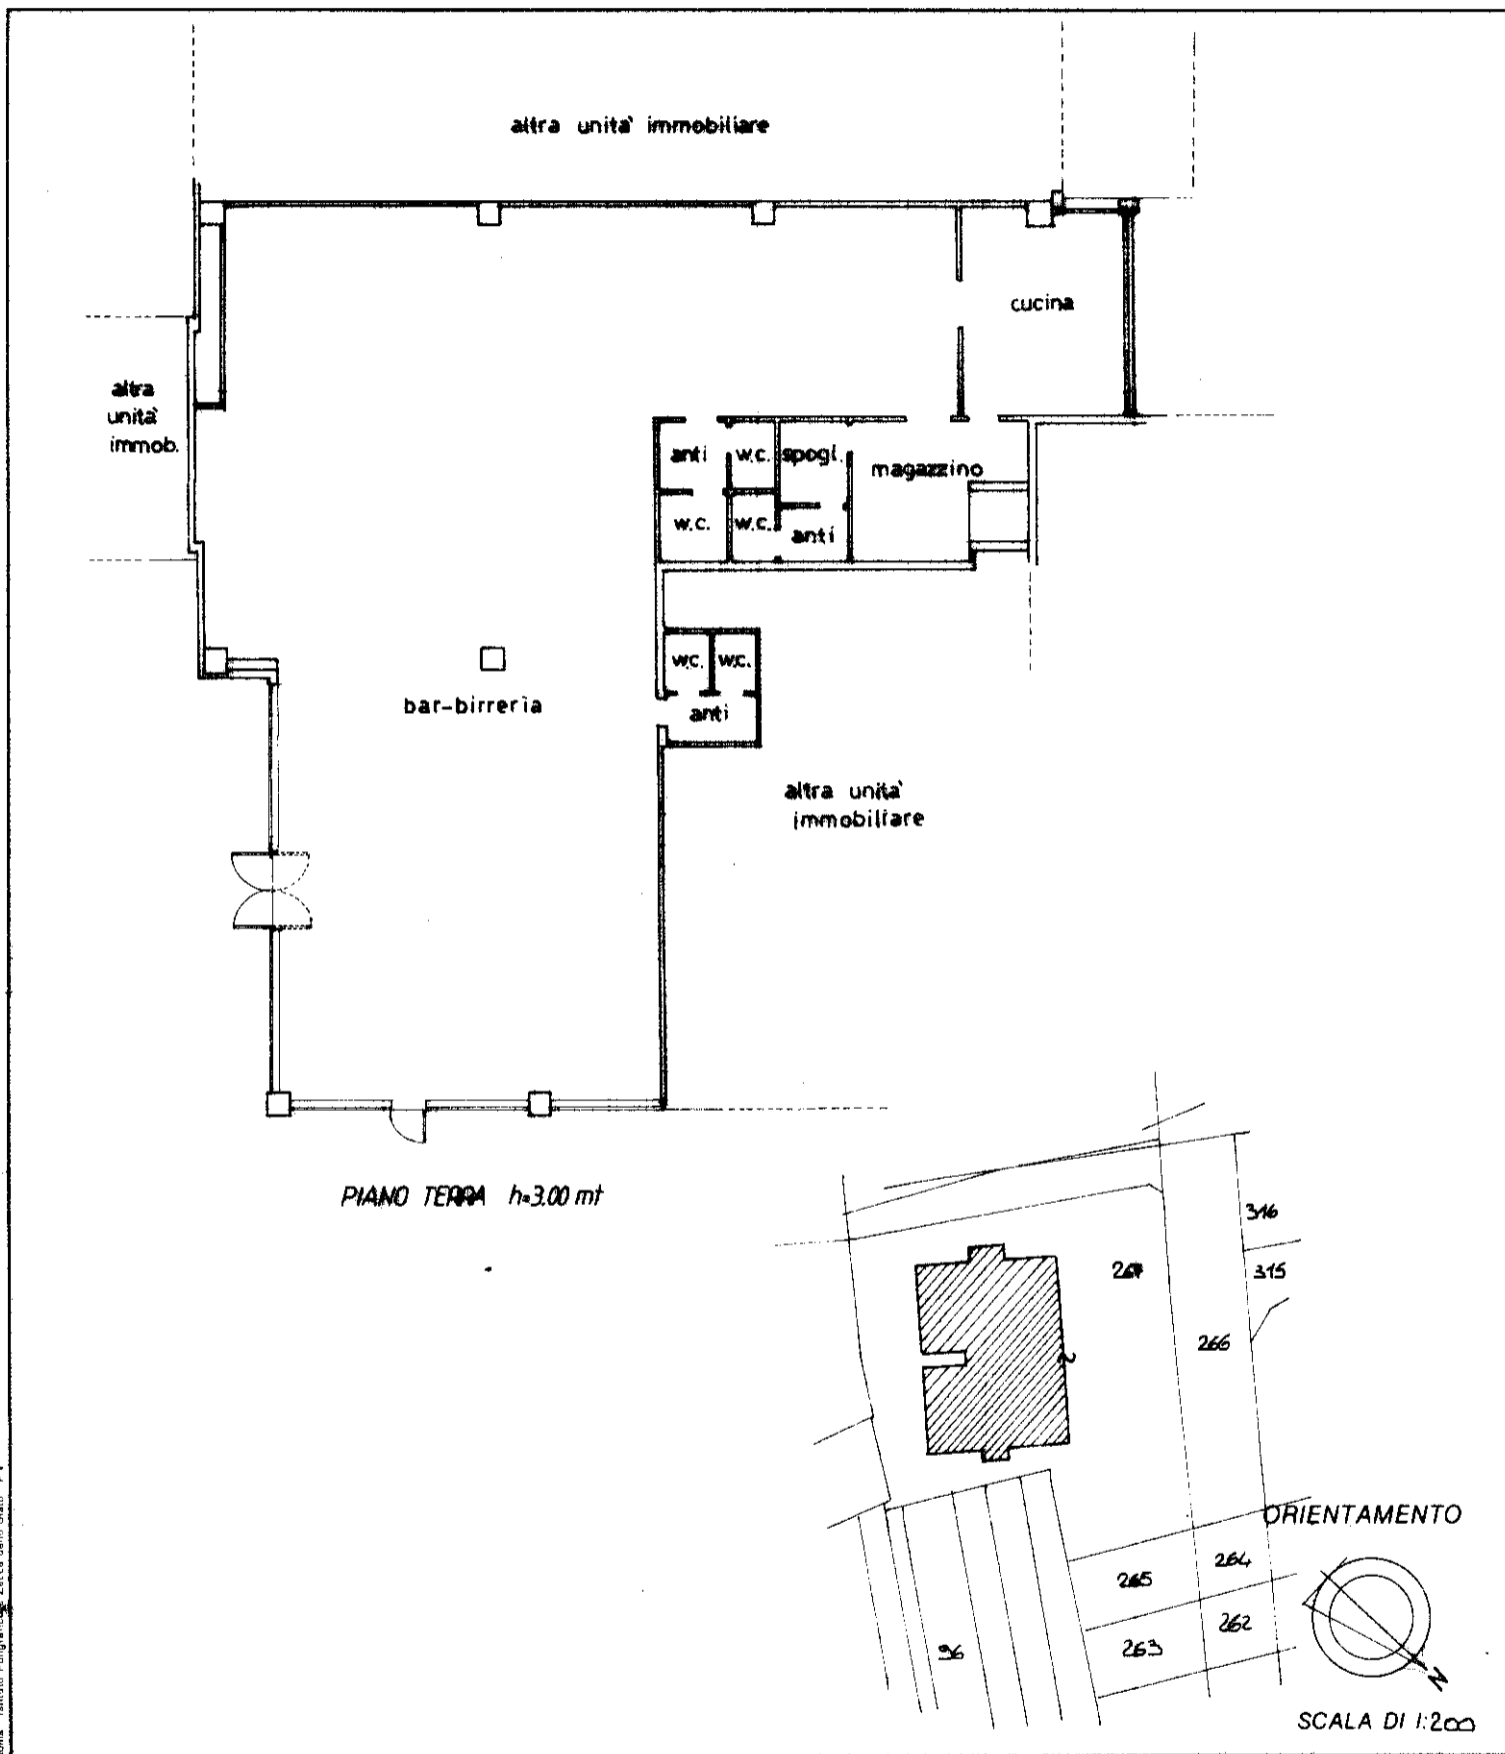 altra unita' immobiliare
cucina
altra
unita'
immob.
anti
w.c.
spogl.
magazzino
w.c.
w.c.
anti
w.c.
w.c.
anti
bar-birreria
altra unita'
immobiliare
PIANO TERRA h=3.00 mt
316
315
266
ORIENTAMENTO
264
265
262
263
96
N
SCALA DI 1:200